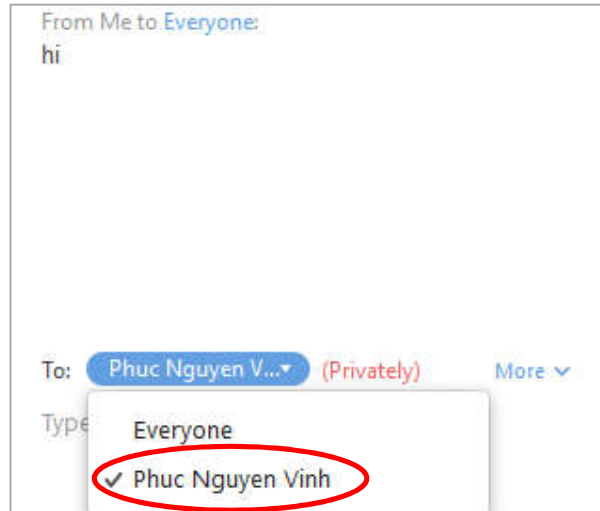 From Me to Everyone:
hi
To: Phuc Nguyen V... (Privately) More
Type
Everyone
✓ Phuc Nguyen Vinh